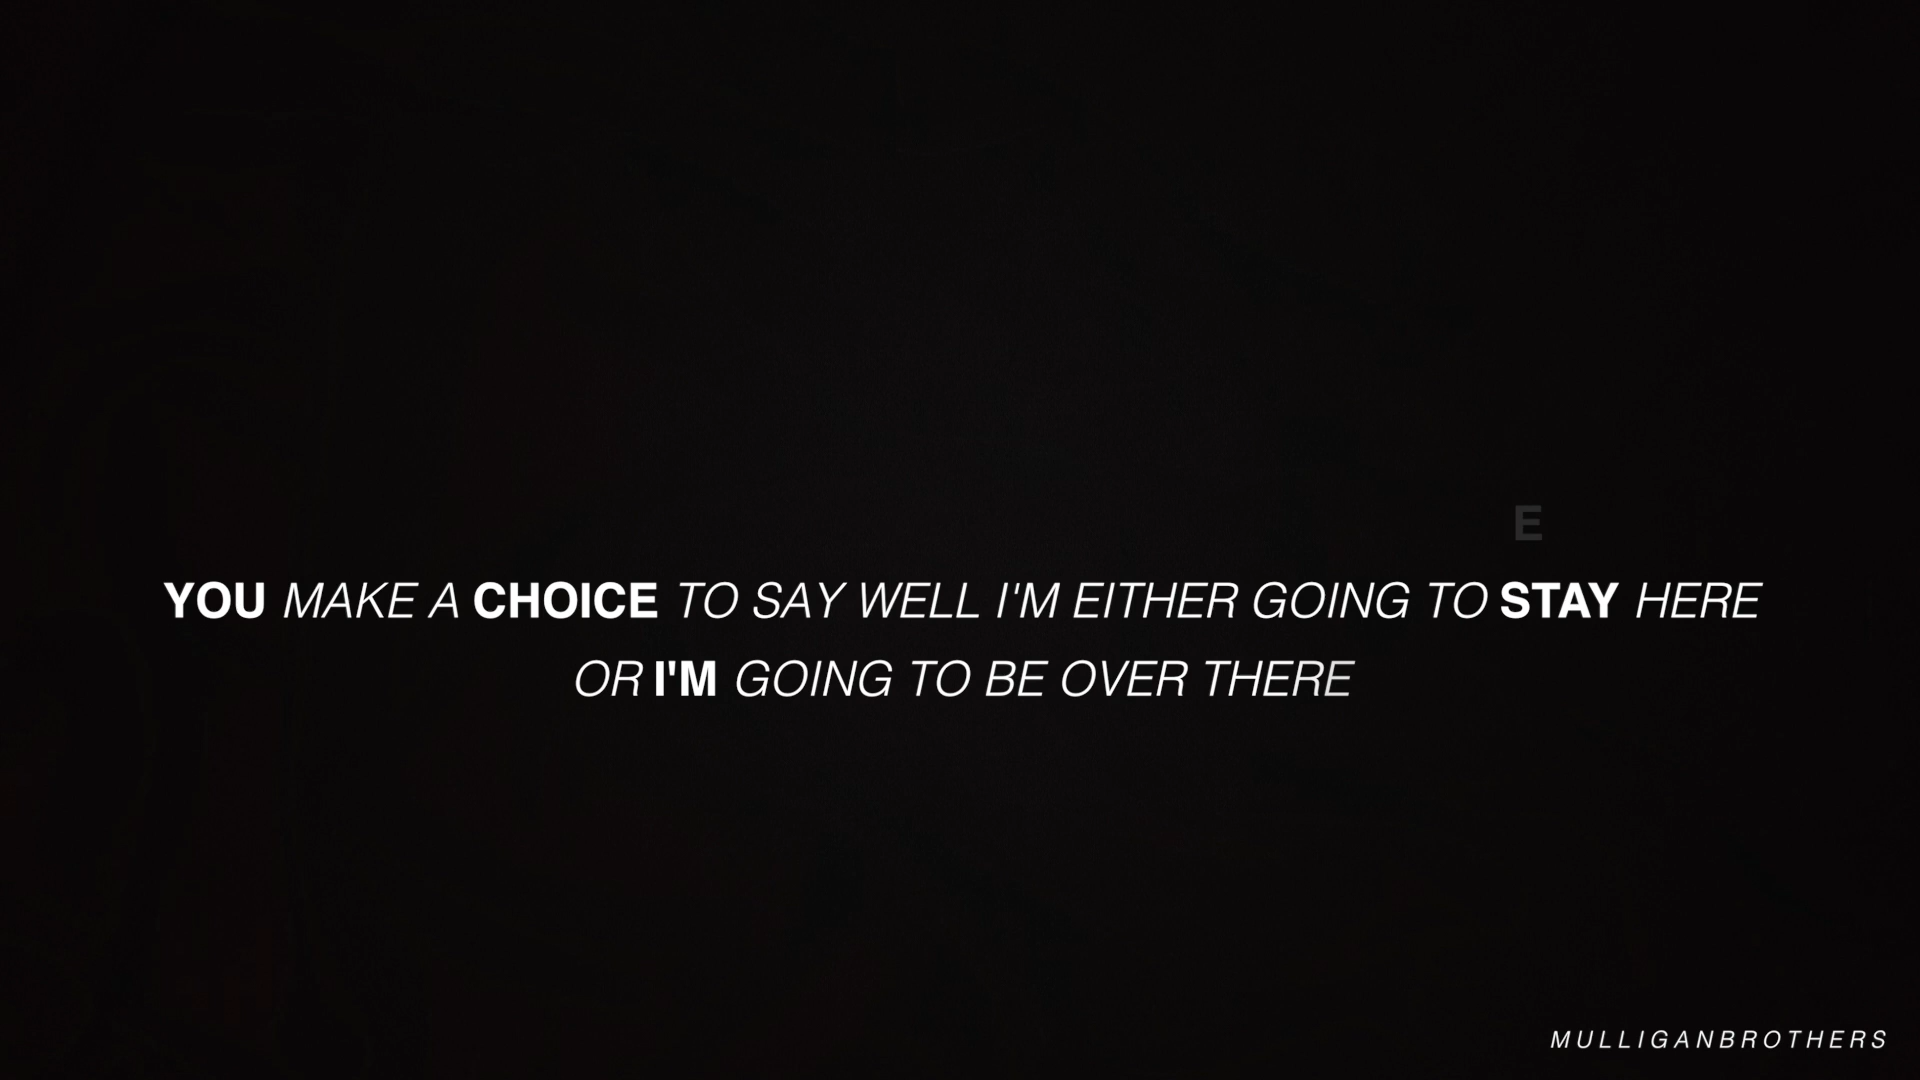 E
YOU MAKE A CHOICE TO SAY WELL I'M EITHER GOING TO STAY HERE
OR I'M GOING TO BE OVER THERE
MULLIGANBROTHERS